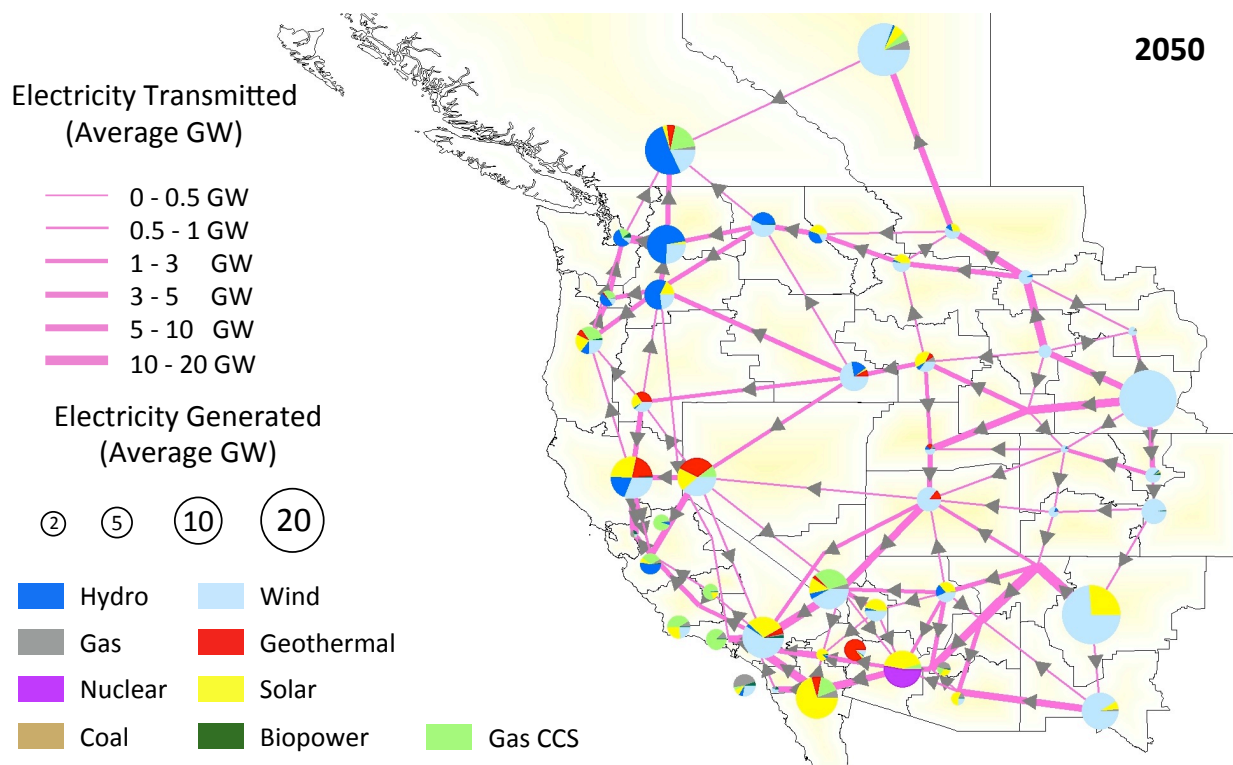 2050
Electricity Transmitted
(Average GW)
0 - 0.5 GW
0.5 - 1 GW
1 - 3 GW
3 - 5 GW
5 - 10 GW
10 - 20 GW
Electricity Generated
(Average GW)
2 5 10 20
Hydro Wind
Gas Geothermal
Nuclear Solar
Coal Biopower Gas CCS